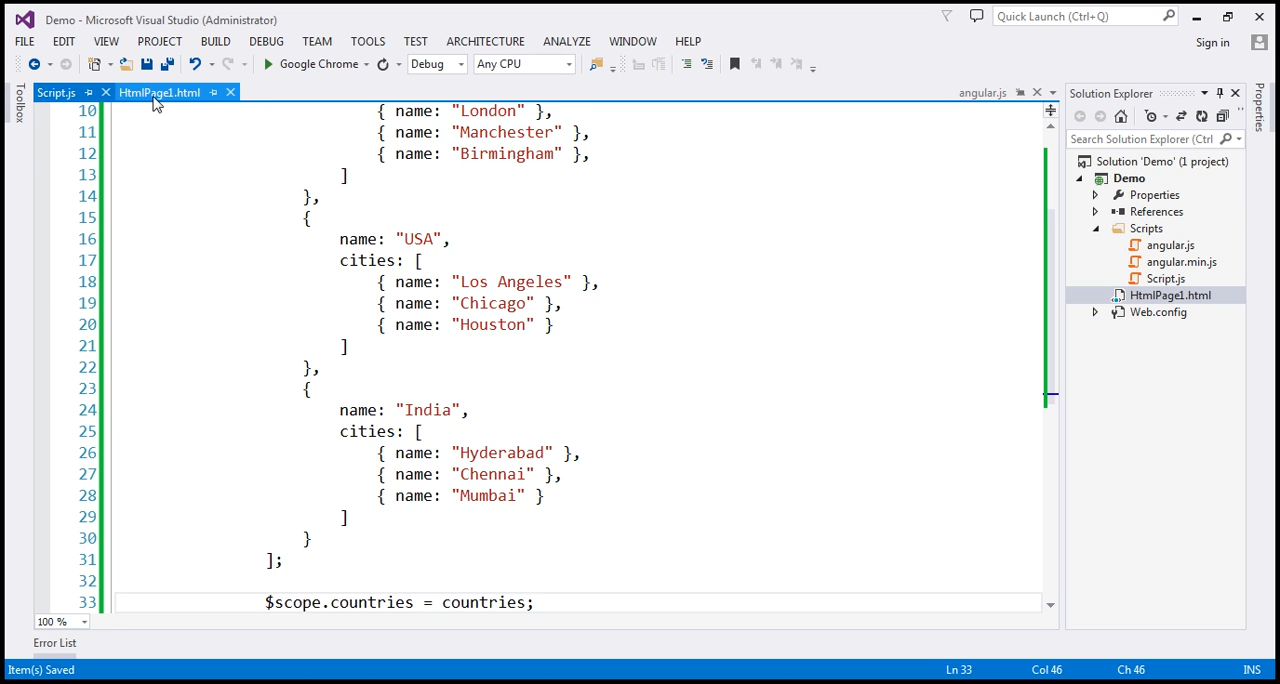 Demo - Microsoft Visual Studio (Administrator)
Quick Launch (Ctrl+Q)
FILE EDIT VIEW PROJECT BUILD DEBUG TEAM TOOLS TEST ARCHITECTURE ANALYZE WINDOW HELP
Sign in
Google Chrome Debug Any CPU
Toolbox
Script.js HtmlPage1.html angular.js
10 { name: "London" },
11 { name: "Manchester" },
12 { name: "Birmingham" },
13 ]
14 },
15 {
16 name: "USA",
17 cities: [
18 { name: "Los Angeles" },
19 { name: "Chicago" },
20 { name: "Houston" }
21 ]
22 },
23 {
24 name: "India",
25 cities: [
26 { name: "Hyderabad" },
27 { name: "Chennai" },
28 { name: "Mumbai" }
29 ]
30 }
31 ];
32
33 $scope.countries = countries;
100 %
Solution Explorer
Search Solution Explorer (Ctrl
Solution 'Demo' (1 project)
Demo
Properties
References
Scripts
angular.js
angular.min.js
Script.js
HtmlPage1.html
Web.config
Properties
Error List
Item(s) Saved Ln 33 Col 46 Ch 46 INS